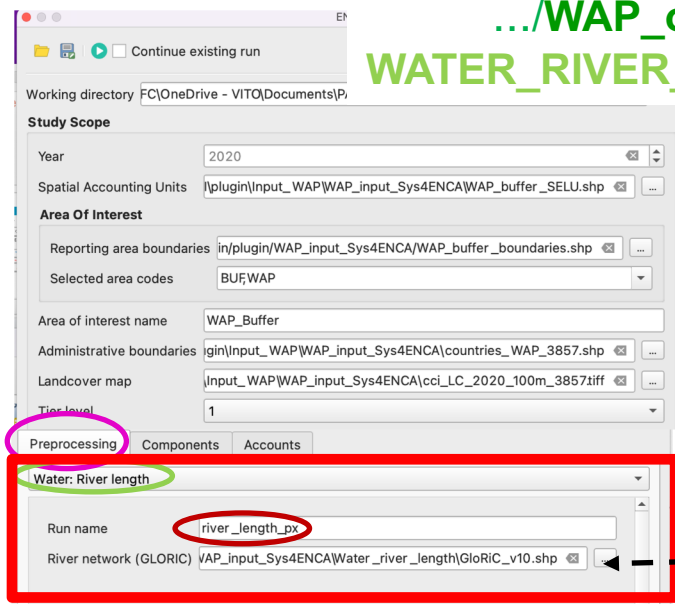 EN
.../WAP_
WATER_RIVER_
Continue existing run
Working directory FC\OneDrive - VITO\Documents\PA
Study Scope
Year 2020
Spatial Accounting Units l\plugin\Input_WAP\WAP_input_Sys4ENCA\WAP_buffer_SELU.shp ...
Area Of Interest
Reporting area boundaries in/plugin/WAP_input_Sys4ENCA/WAP_buffer_boundaries.shp ...
Selected area codes BUF,WAP
Area of interest name WAP_Buffer
Administrative boundaries gin\Input_WAP\WAP_input_Sys4ENCA\countries_WAP_3857.shp ...
Landcover map \Input_WAP\WAP_input_Sys4ENCA\cci_LC_2020_100m_3857.tiff ...
Tier level 1
Preprocessing Components Accounts
Water: River length
Run name river_length_px
River network (GLORIC) WAP_input_Sys4ENCA\Water_river_length\GloRiC_v10.shp ...